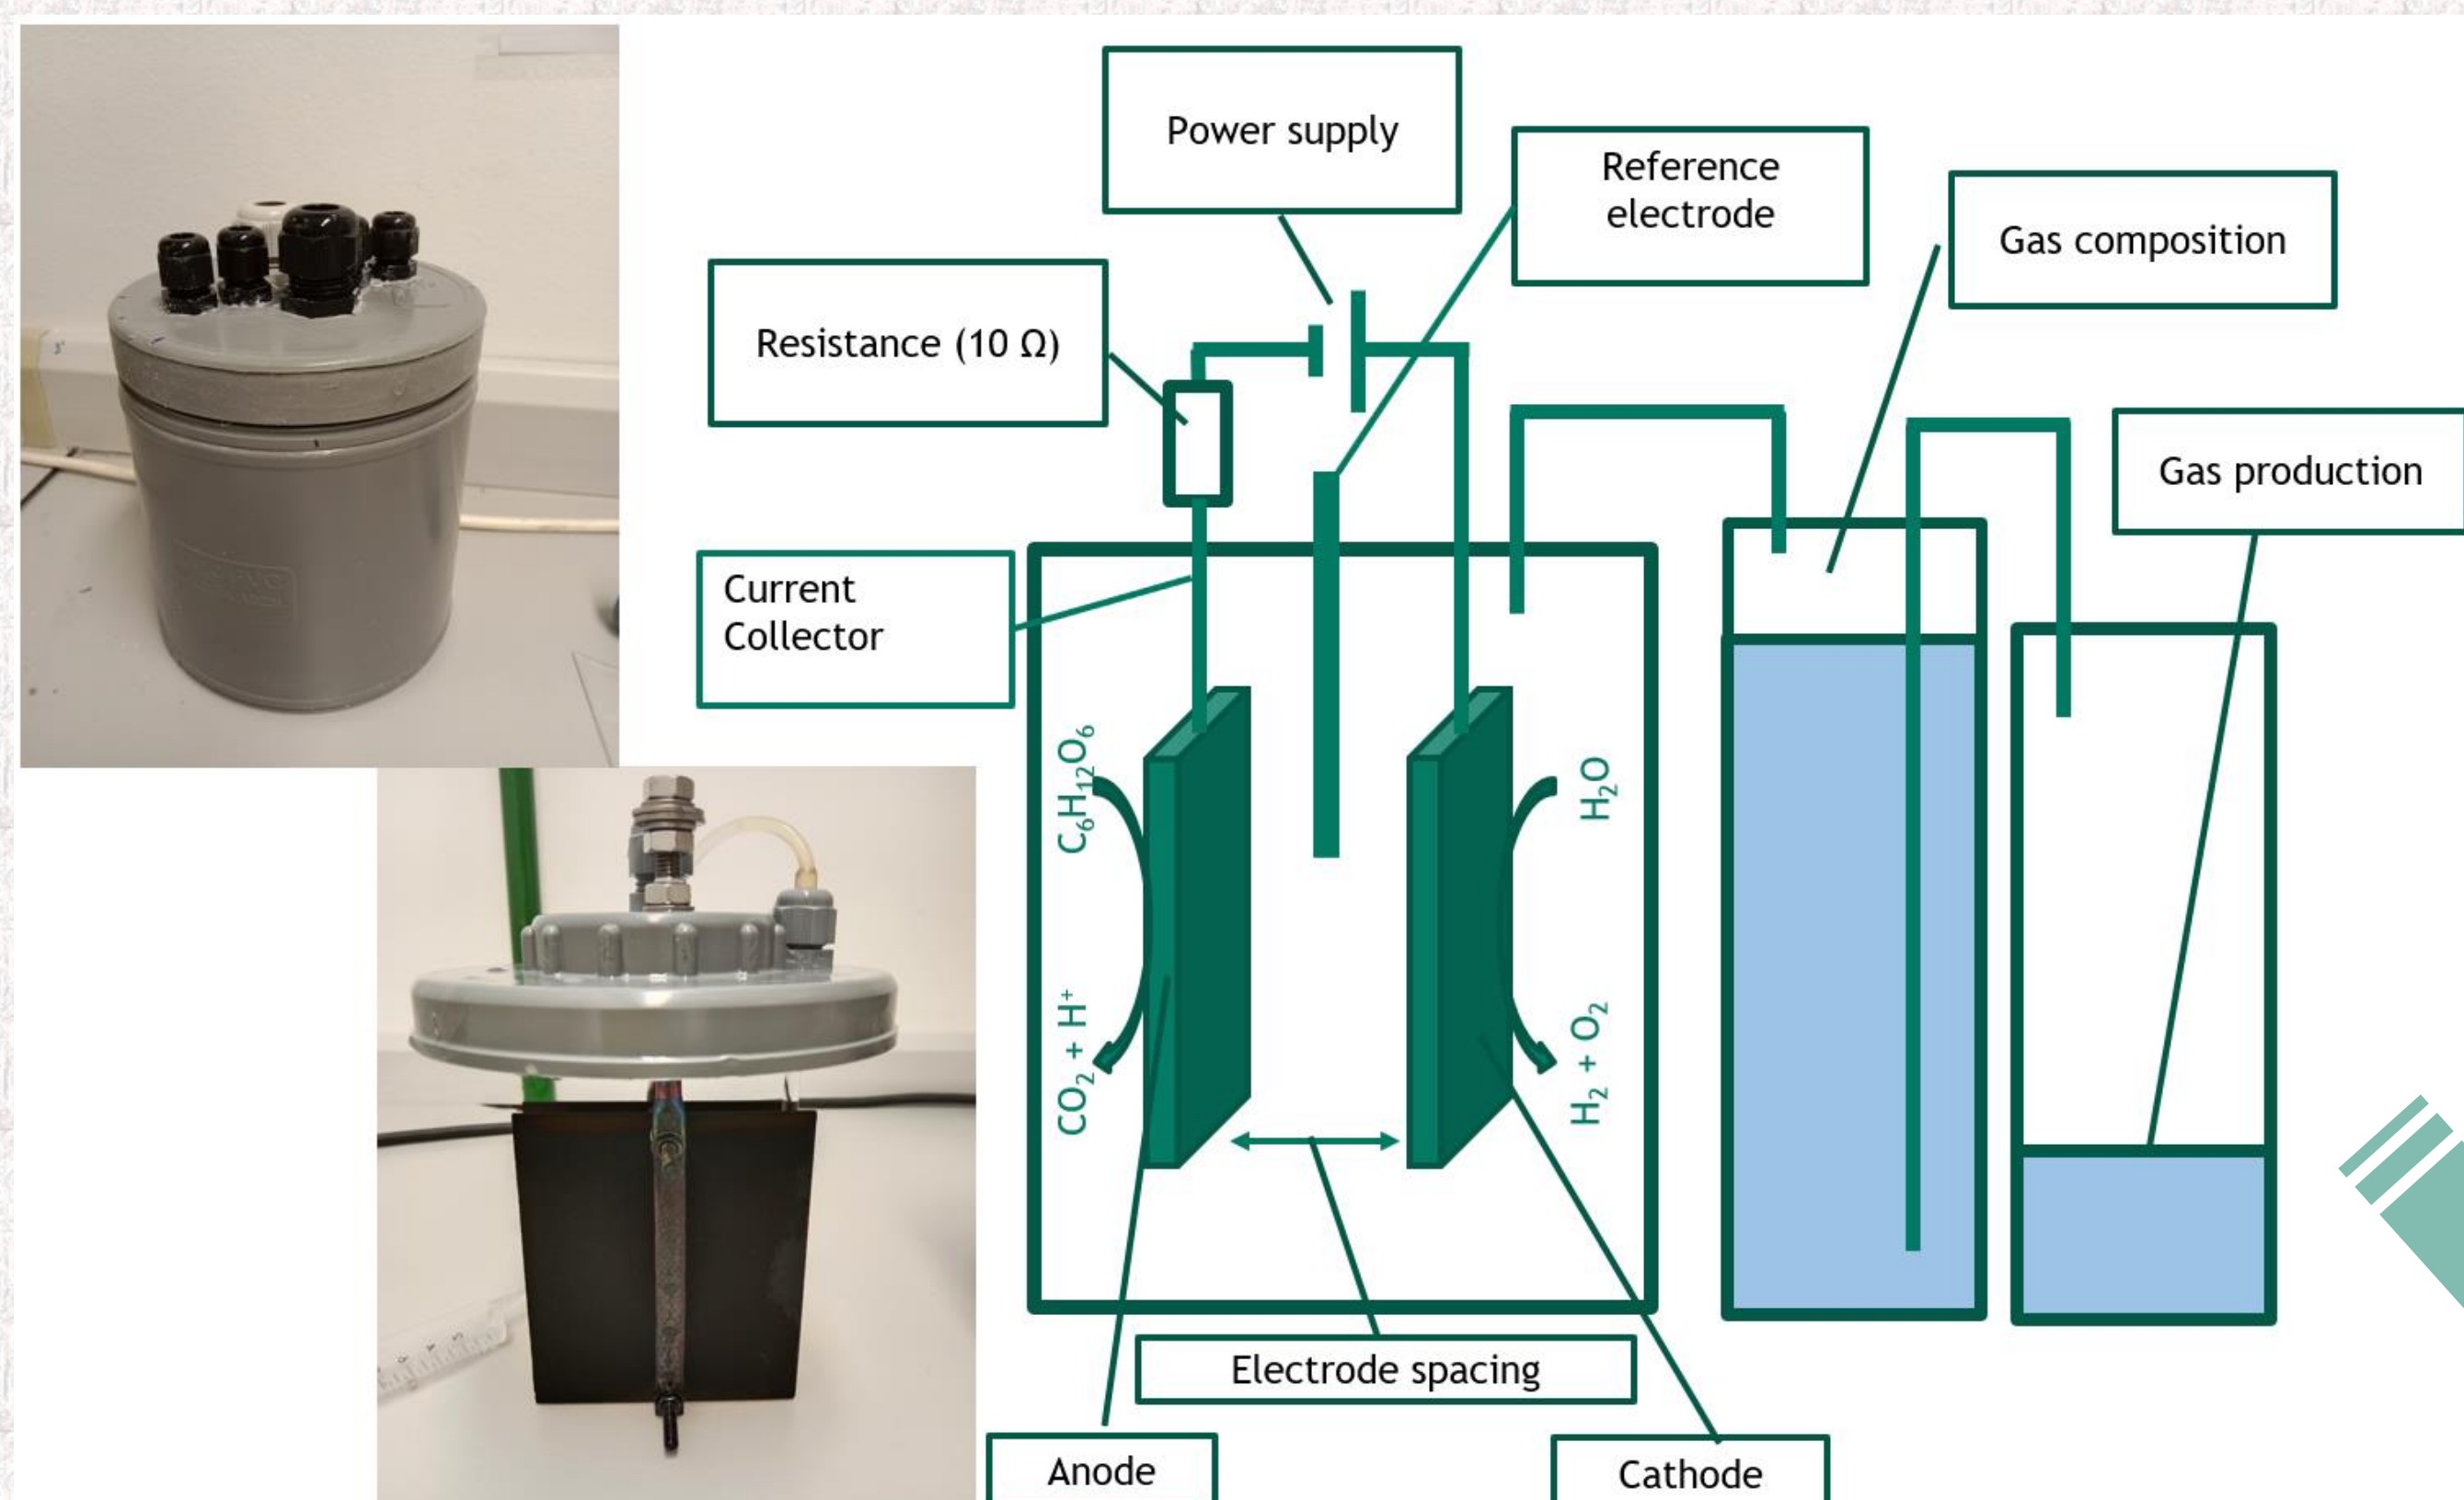 Power supply
Reference
electrode
Gas composition
Resistance (10 Ω)
Gas production
Current
Collector
C₆H₁₂O₆
H₂O
CO₂ + H⁺
H₂ + O₂
Electrode spacing
Anode
Cathode